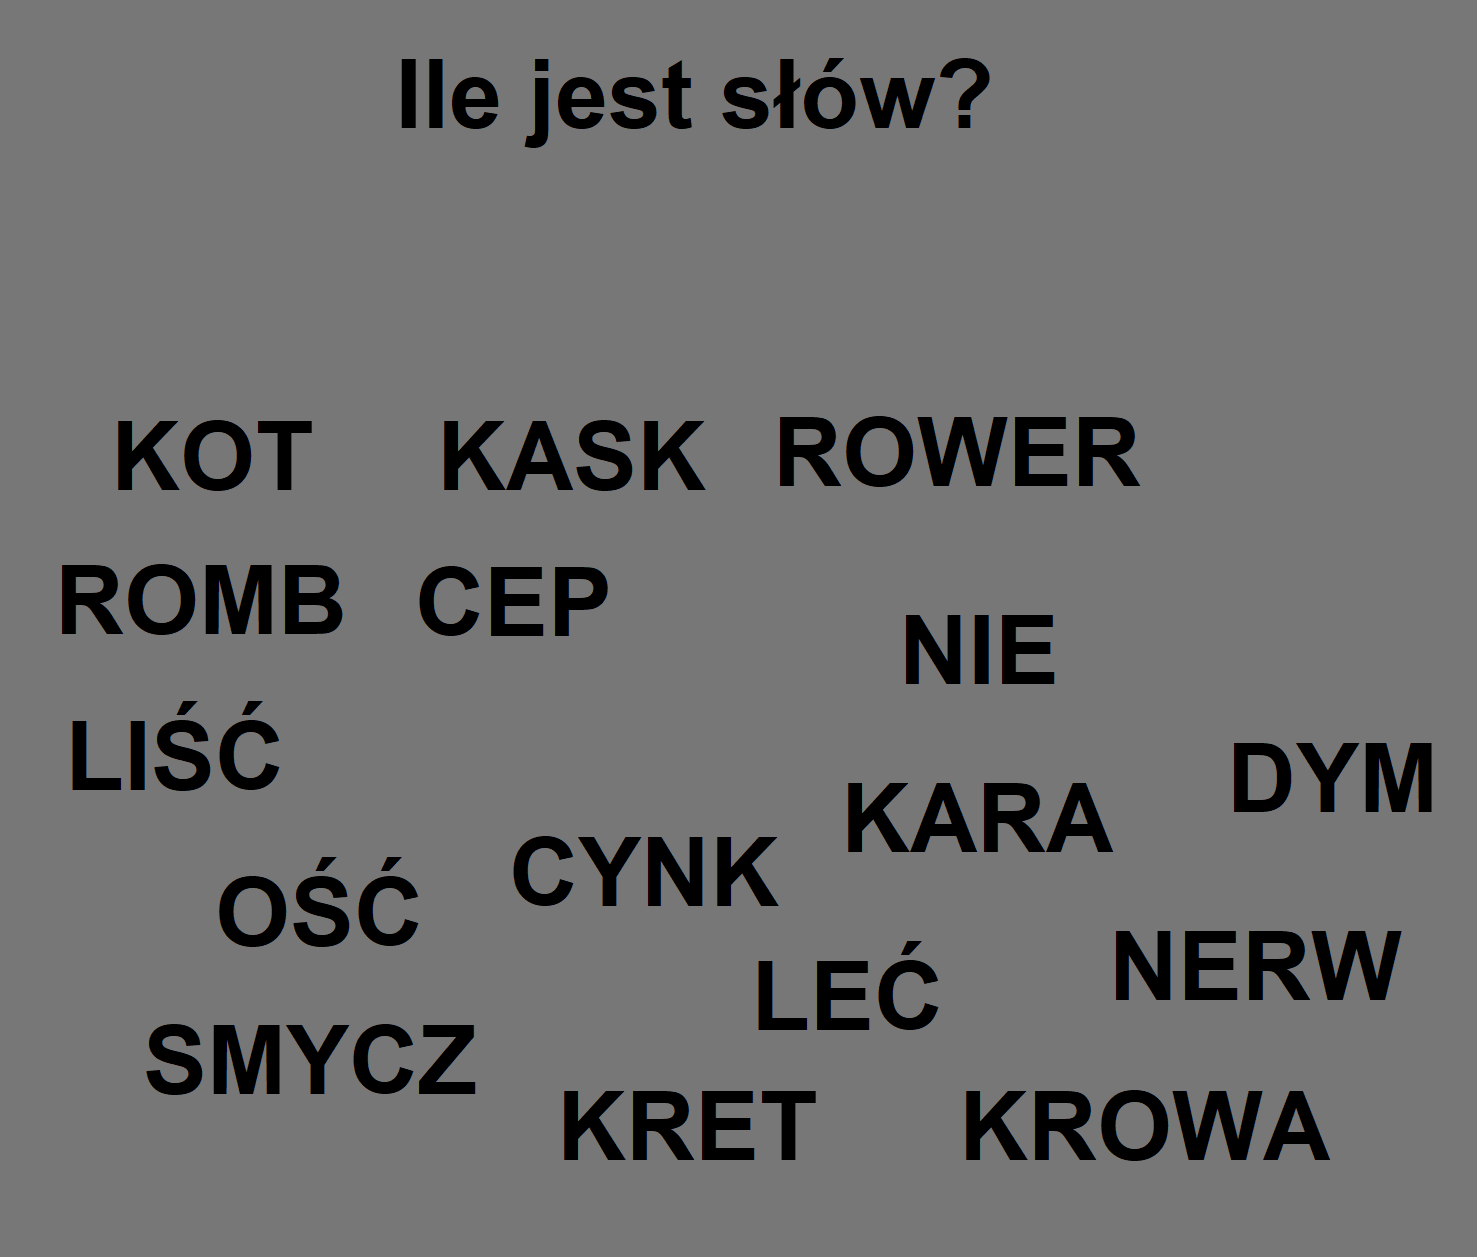 Ile jest słów?
KOT KASK ROWER
ROMB CEP
NIE
LIŚĆ
DYM
KARA
CYNK
OŚĆ
NERW
LEĆ
SMYCZ
KRET KROWA